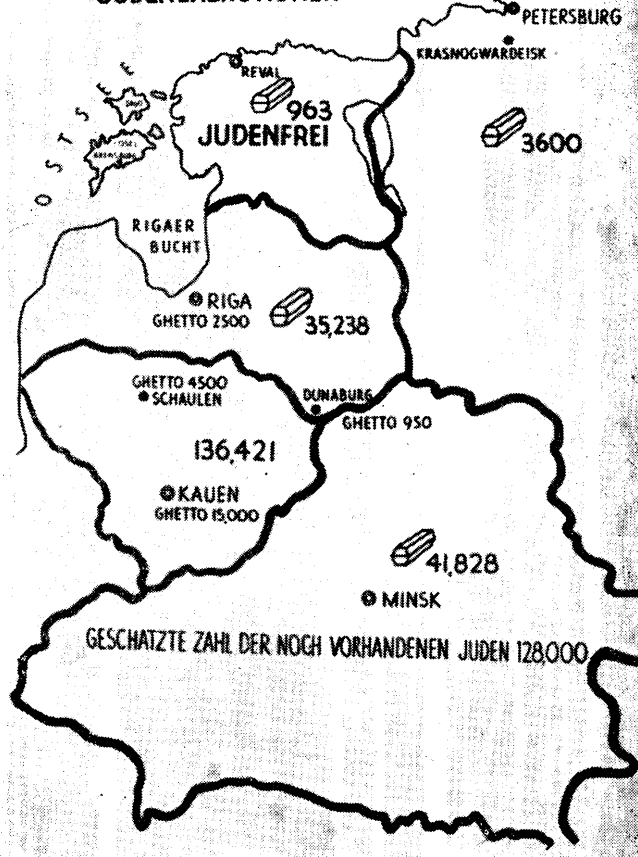 PETERSBURG
KRASNOGWARDEISK
REVAL
OSTSEE
963
JUDENFREI
3600
OSEL
RIGAER
BUCHT
RIGA
GHETTO 2500
35,238
GHETTO 4500
SCHAULEN
DUNABURG
GHETTO 950
136,421
KAUEN
GHETTO 15,000
41,828
MINSK
GESCHATZTE ZAHL DER NOCH VORHANDENEN JUDEN 128,000